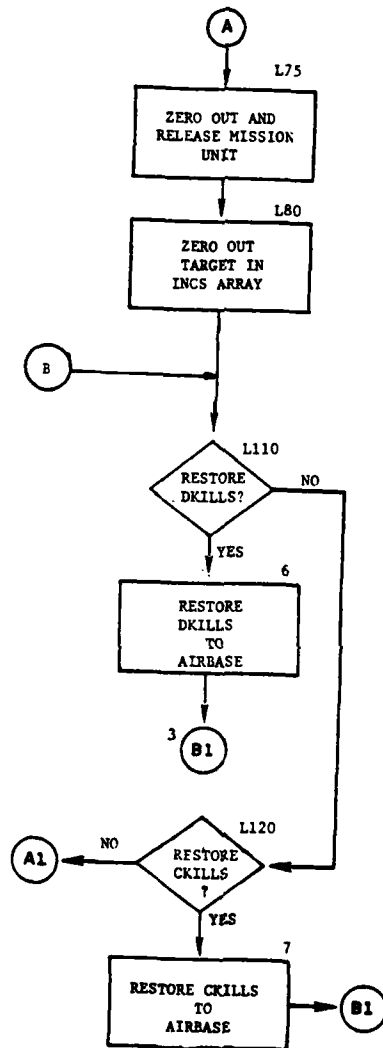 A
L75
ZERO OUT AND
RELEASE MISSION
UNIT
L80
ZERO OUT
TARGET IN
INCS ARRAY
B
L110
RESTORE
DKILLS?
NO
YES
6
RESTORE
DKILLS
TO
AIRBASE
3
B1
L120
A1
NO
RESTORE
CKILLS
?
YES
7
RESTORE CKILLS
TO
AIRBASE
B1